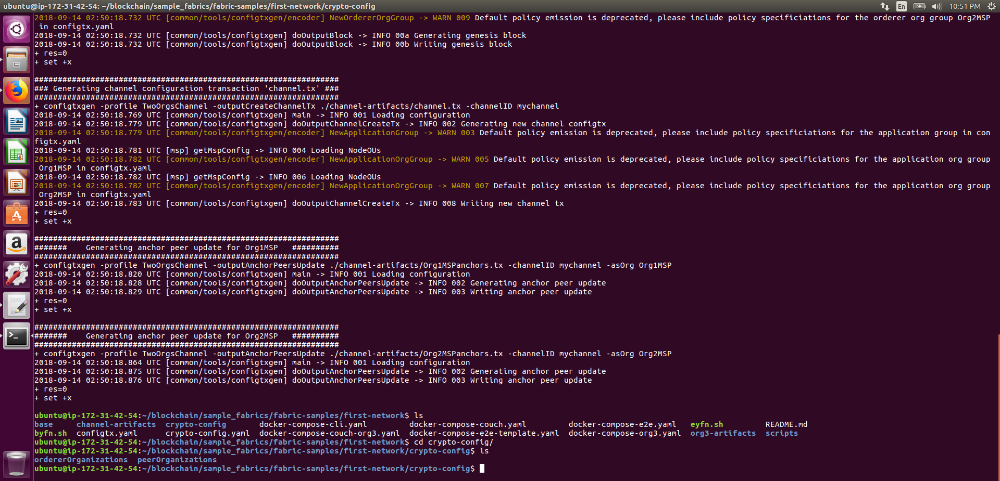 ubuntu@ip-172-31-42-54: ~/blockchain/sample_fabrics/fabric-samples/first-network/crypto-config
En
10:51 PM
2018-09-14 02:50:18.732 UTC [common/tools/configtxgen/encoder] NewOrdererOrgGroup -> WARN 009 Default policy emission is deprecated, please include policy specificiations for the orderer org group Org2MSP
 in configtx.yaml
2018-09-14 02:50:18.732 UTC [common/tools/configtxgen] doOutputBlock -> INFO 00a Generating genesis block
2018-09-14 02:50:18.732 UTC [common/tools/configtxgen] doOutputBlock -> INFO 00b Writing genesis block
+ res=0
+ set +x
#################################################################
### Generating channel configuration transaction 'channel.tx' ###
#################################################################
+ configtxgen -profile TwoOrgsChannel -outputCreateChannelTx ./channel-artifacts/channel.tx -channelID mychannel
2018-09-14 02:50:18.769 UTC [common/tools/configtxgen] main -> INFO 001 Loading configuration
2018-09-14 02:50:18.779 UTC [common/tools/configtxgen] doOutputChannelCreateTx -> INFO 002 Generating new channel configtx
2018-09-14 02:50:18.779 UTC [common/tools/configtxgen/encoder] NewApplicationGroup -> WARN 003 Default policy emission is deprecated, please include policy specificiations for the application group in con
figtx.yaml
2018-09-14 02:50:18.781 UTC [msp] getMspConfig -> INFO 004 Loading NodeOUs
2018-09-14 02:50:18.782 UTC [common/tools/configtxgen/encoder] NewApplicationOrgGroup -> WARN 005 Default policy emission is deprecated, please include policy specificiations for the application org group
 Org1MSP in configtx.yaml
2018-09-14 02:50:18.782 UTC [msp] getMspConfig -> INFO 006 Loading NodeOUs
2018-09-14 02:50:18.782 UTC [common/tools/configtxgen/encoder] NewApplicationOrgGroup -> WARN 007 Default policy emission is deprecated, please include policy specificiations for the application org group
 Org2MSP in configtx.yaml
2018-09-14 02:50:18.783 UTC [common/tools/configtxgen] doOutputChannelCreateTx -> INFO 008 Writing new channel tx
+ res=0
+ set +x
#################################################################
#######    Generating anchor peer update for Org1MSP   ##########
#################################################################
+ configtxgen -profile TwoOrgsChannel -outputAnchorPeersUpdate ./channel-artifacts/Org1MSPanchors.tx -channelID mychannel -asOrg Org1MSP
2018-09-14 02:50:18.820 UTC [common/tools/configtxgen] main -> INFO 001 Loading configuration
2018-09-14 02:50:18.828 UTC [common/tools/configtxgen] doOutputAnchorPeersUpdate -> INFO 002 Generating anchor peer update
2018-09-14 02:50:18.829 UTC [common/tools/configtxgen] doOutputAnchorPeersUpdate -> INFO 003 Writing anchor peer update
+ res=0
+ set +x
#################################################################
#######    Generating anchor peer update for Org2MSP   ##########
#################################################################
+ configtxgen -profile TwoOrgsChannel -outputAnchorPeersUpdate ./channel-artifacts/Org2MSPanchors.tx -channelID mychannel -asOrg Org2MSP
2018-09-14 02:50:18.864 UTC [common/tools/configtxgen] main -> INFO 001 Loading configuration
2018-09-14 02:50:18.875 UTC [common/tools/configtxgen] doOutputAnchorPeersUpdate -> INFO 002 Generating anchor peer update
2018-09-14 02:50:18.876 UTC [common/tools/configtxgen] doOutputAnchorPeersUpdate -> INFO 003 Writing anchor peer update
+ res=0
+ set +x
ubuntu@ip-172-31-42-54:~/blockchain/sample_fabrics/fabric-samples/first-network$ ls
base     channel-artifacts  crypto-config       docker-compose-cli.yaml         docker-compose-couch.yaml         docker-compose-e2e.yaml   eyfn.sh         README.md
byfn.sh  configtx.yaml      crypto-config.yaml  docker-compose-couch-org3.yaml  docker-compose-e2e-template.yaml  docker-compose-org3.yaml  org3-artifacts  scripts
ubuntu@ip-172-31-42-54:~/blockchain/sample_fabrics/fabric-samples/first-network$ cd crypto-config/
ubuntu@ip-172-31-42-54:~/blockchain/sample_fabrics/fabric-samples/first-network/crypto-config$ ls
ordererOrganizations  peerOrganizations
ubuntu@ip-172-31-42-54:~/blockchain/sample_fabrics/fabric-samples/first-network/crypto-config$